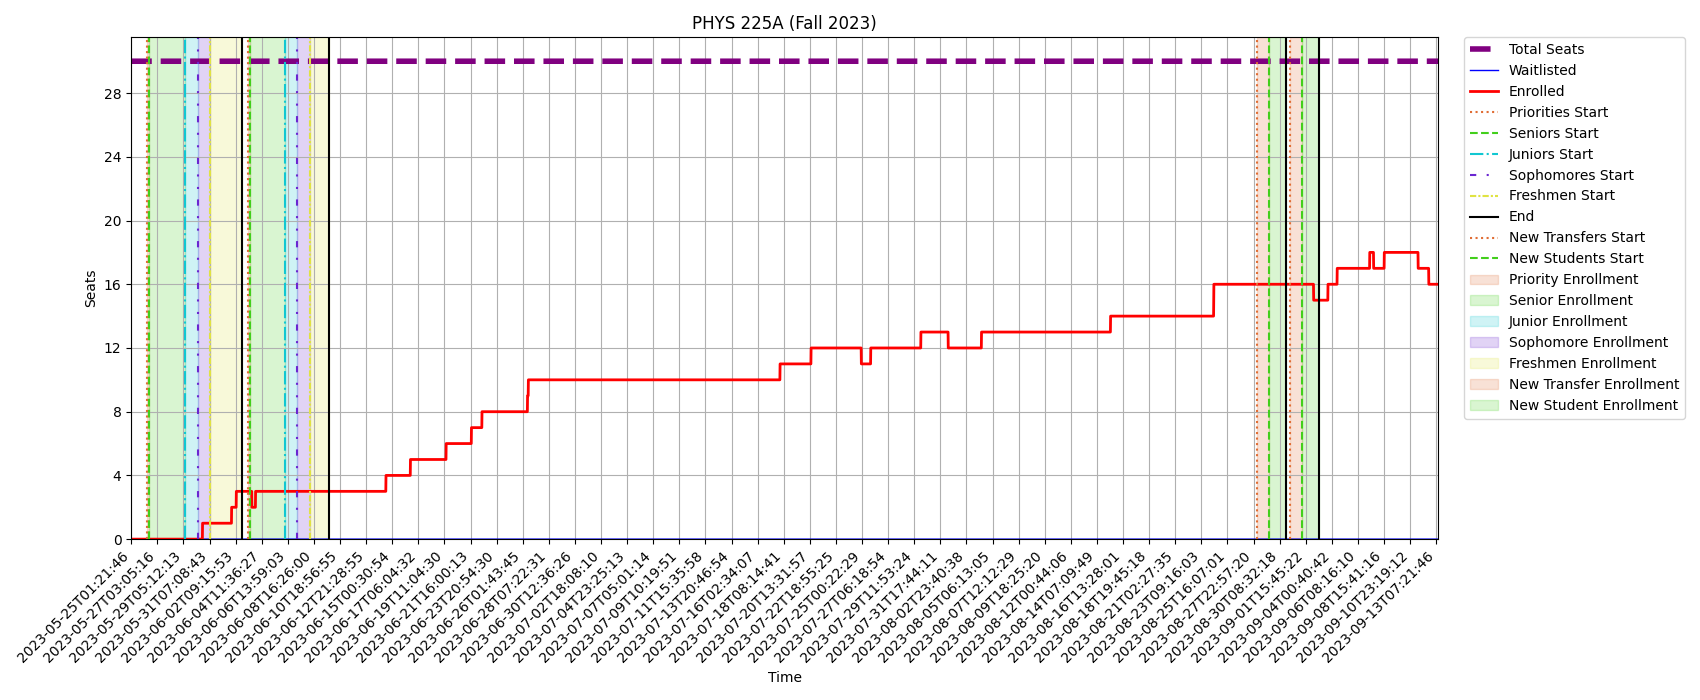 PHYS 225A (Fall 2023)
Seats
28
24
20
16
12
8
4
0
2023-05-25T01:21:46
2023-05-27T03:05:16
2023-05-29T05:12:13
2023-05-31T07:08:43
2023-06-02T09:15:53
2023-06-04T11:36:27
2023-06-06T13:59:03
2023-06-08T16:26:00
2023-06-10T18:56:55
2023-06-12T21:28:55
2023-06-15T00:30:54
2023-06-17T06:04:32
2023-06-19T11:04:30
2023-06-21T16:00:13
2023-06-23T20:54:30
2023-06-26T01:43:45
2023-06-28T07:22:31
2023-06-30T12:36:26
2023-07-02T18:08:10
2023-07-04T23:25:13
2023-07-07T05:01:14
2023-07-09T10:19:51
2023-07-11T15:35:58
2023-07-13T20:46:54
2023-07-16T02:34:07
2023-07-18T08:14:41
2023-07-20T13:31:57
2023-07-22T18:55:25
2023-07-25T00:22:29
2023-07-27T06:18:54
2023-07-29T11:53:24
2023-07-31T17:44:11
2023-08-02T23:40:38
2023-08-05T06:13:05
2023-08-07T12:12:29
2023-08-09T18:25:20
2023-08-12T00:44:06
2023-08-14T07:09:49
2023-08-16T13:28:01
2023-08-18T19:45:18
2023-08-21T02:27:35
2023-08-23T09:16:03
2023-08-25T16:07:01
2023-08-27T22:57:20
2023-08-30T08:32:18
2023-09-01T15:45:22
2023-09-04T00:40:42
2023-09-06T08:16:10
2023-09-08T15:41:16
2023-09-10T23:19:12
2023-09-13T07:21:46
Time
Total Seats
Waitlisted
Enrolled
Priorities Start
Seniors Start
Juniors Start
Sophomores Start
Freshmen Start
End
New Transfers Start
New Students Start
Priority Enrollment
Senior Enrollment
Junior Enrollment
Sophomore Enrollment
Freshmen Enrollment
New Transfer Enrollment
New Student Enrollment